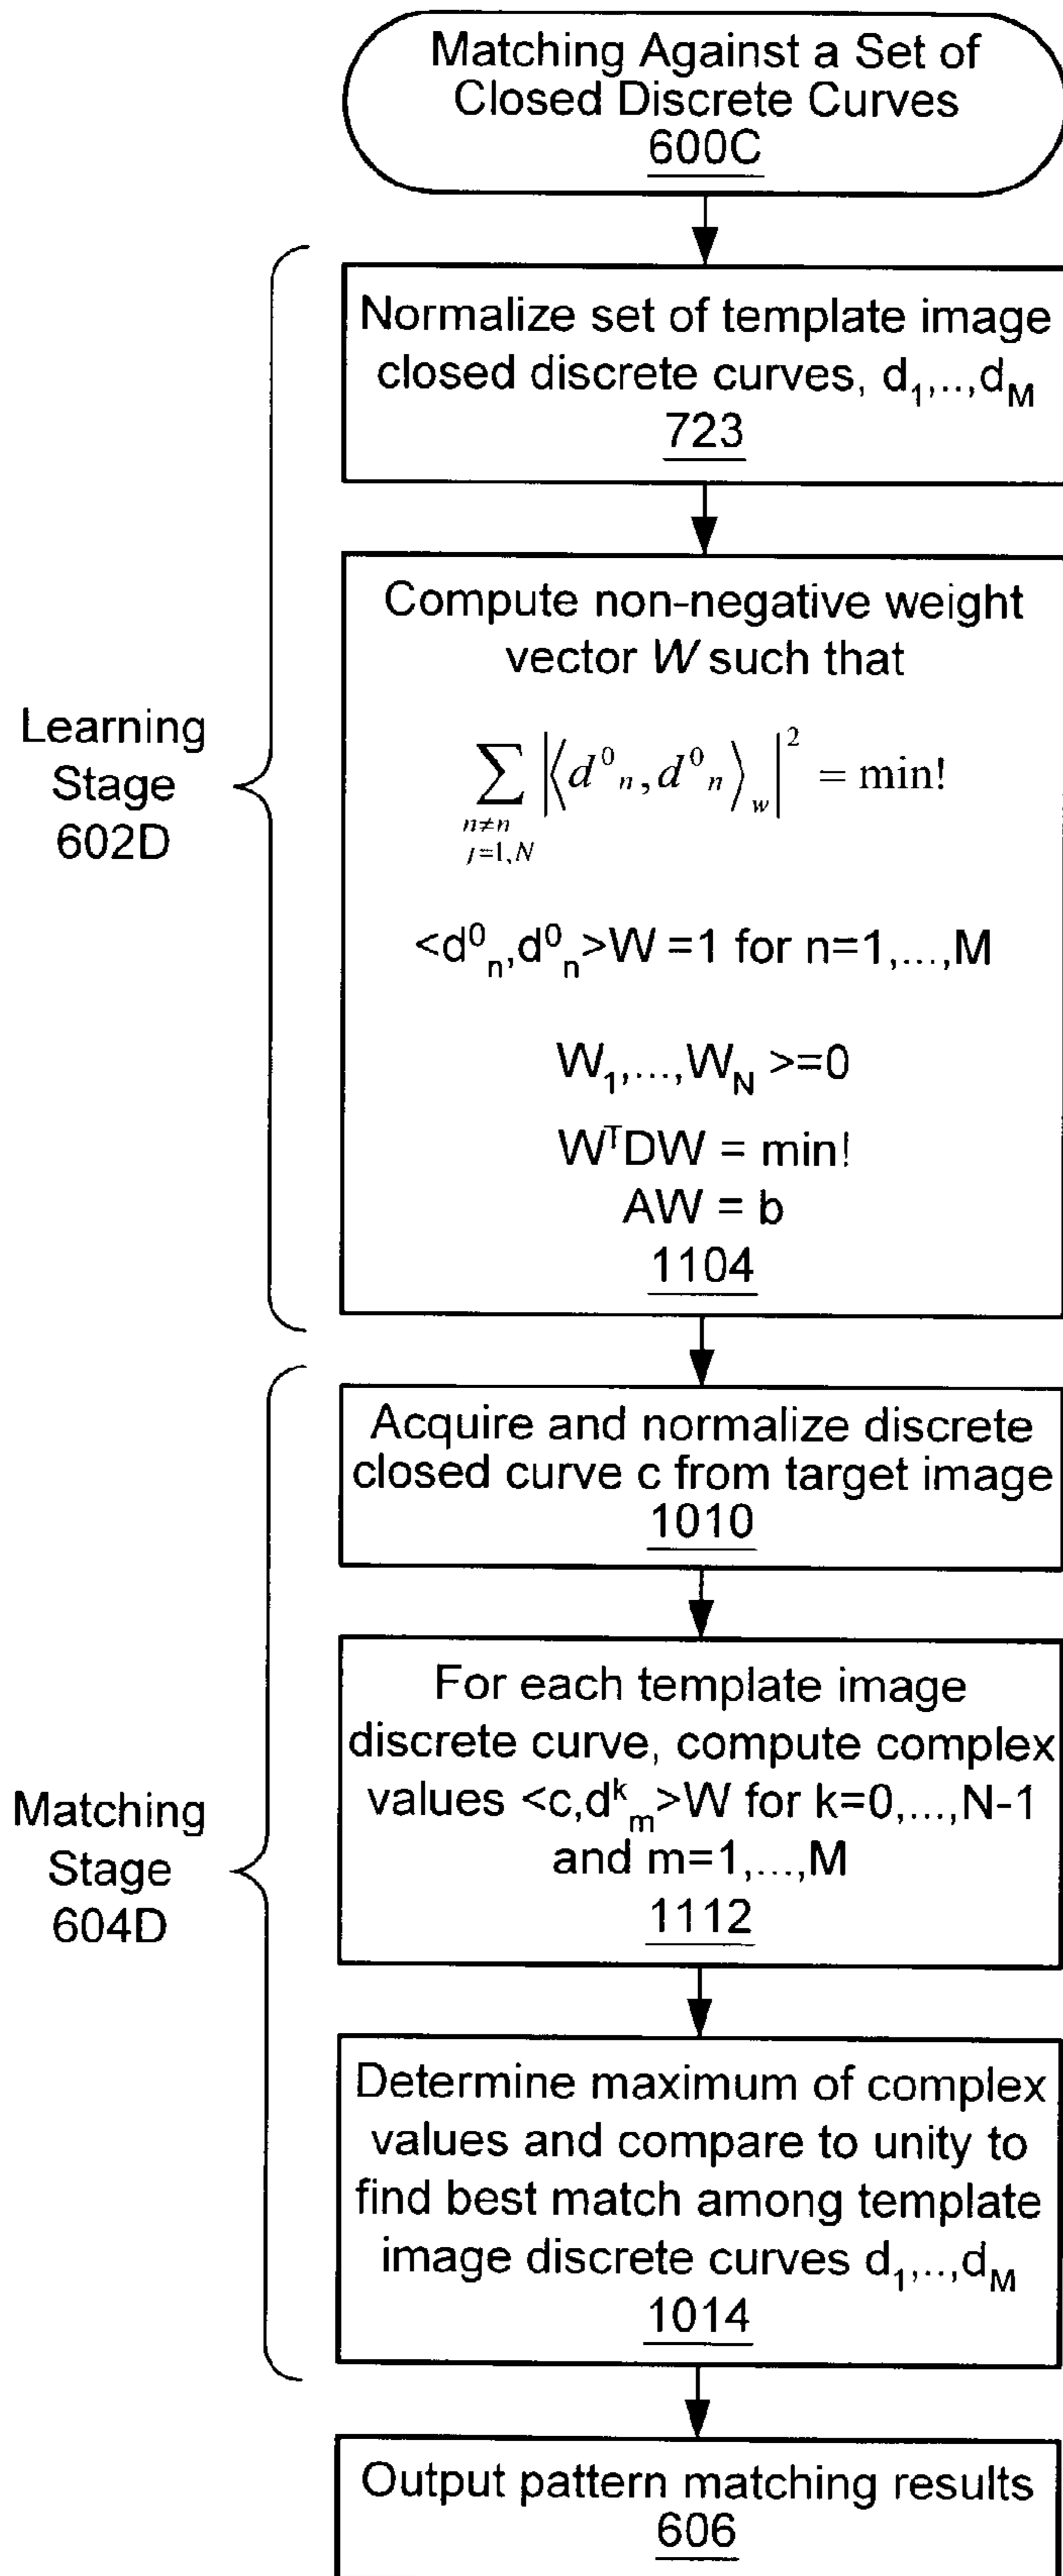 Matching Against a Set of
Closed Discrete Curves
600C
Normalize set of template image
closed discrete curves, d₁,..,d_M
723
Compute non-negative weight
vector W such that
∑ |⟨d⁰ₙ, d⁰ₙ⟩_w|² = min!
n≠n
j=1,N
<d⁰ₙ,d⁰ₙ>W =1 for n=1,...,M
W₁,...,W_N >=0
WᵀDW = min!
AW = b
1104
Learning
Stage
602D
Acquire and normalize discrete
closed curve c from target image
1010
For each template image
discrete curve, compute complex
values <c,dᵏₘ>W for k=0,...,N-1
and m=1,...,M
1112
Determine maximum of complex
values and compare to unity to
find best match among template
image discrete curves d₁,..,d_M
1014
Matching
Stage
604D
Output pattern matching results
606